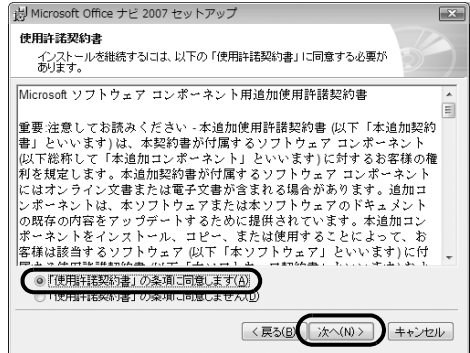 Microsoft Office ナビ 2007 セットアップ
使用許諾契約書
インストールを継続するには、以下の「使用許諾契約書」に同意する必要が
あります。
Microsoft ソフトウェア コンポーネント用追加使用許諾契約書
重要:注意してお読みください - 本追加使用許諾契約書 (以下「本追加契約
書」といいます) は、本契約書が付属するソフトウェア コンポーネント
(以下総称して「本追加コンポーネント」といいます) に対するお客様の権
利を規定します。本追加契約書が付属するソフトウェア コンポーネント
にはオンライン文書または電子文書が含まれる場合があります。追加コ
ンポーネントは、本ソフトウェアまたは本ソフトウェアのドキュメント
の既存の内容をアップデートするために提供されています。本追加コン
ポーネントをインストール、コピー、または使用することによって、お
客様は該当するソフトウェア (以下「本ソフトウェア」といいます) に付
「使用許諾契約書」の条項に同意します(A)
「使用許諾契約書」の条項に同意しません(D)
< 戻る(B)
次へ(N) >
キャンセル